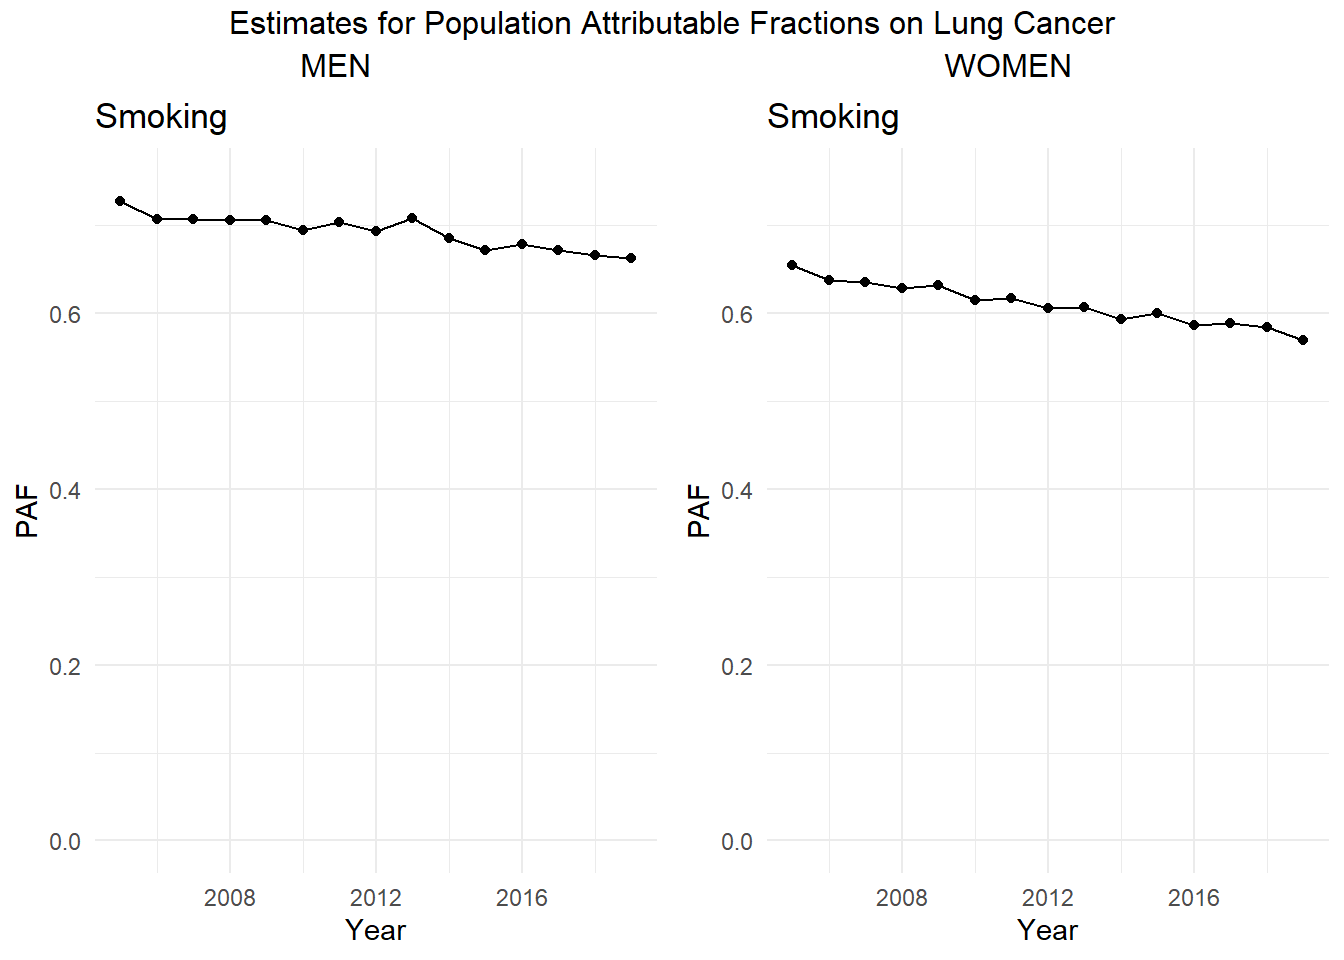 Estimates for Population Attributable Fractions on Lung Cancer
MEN
Smoking
PAF
0.6
0.4
0.2
0.0
2008 2012 2016
Year
WOMEN
Smoking
PAF
0.6
0.4
0.2
0.0
2008 2012 2016
Year